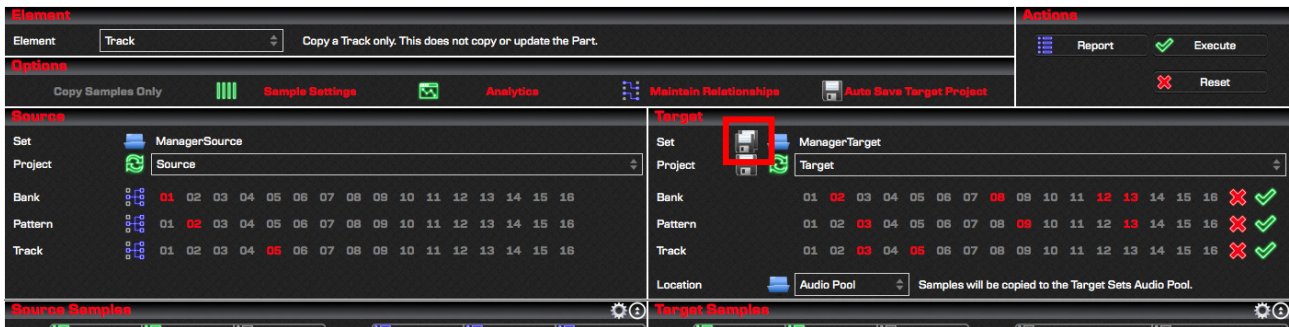 Element
Actions
Element Track Copy a Track only. This does not copy or update the Part.
Report Execute
Options
Copy Samples Only Sample Settings Analytics Maintain Relationships Auto Save Target Project
Reset
Source
Target
Set ManagerSource
Set ManagerTarget
Project Source
Project Target
Bank 01 02 03 04 05 06 07 08 09 10 11 12 13 14 15 16
Bank 01 02 03 04 05 06 07 08 09 10 11 12 13 14 15 16
Pattern 01 02 03 04 05 06 07 08 09 10 11 12 13 14 15 16
Pattern 01 02 03 04 05 06 07 08 09 10 11 12 13 14 15 16
Track 01 02 03 04 05 06 07 08 09 10 11 12 13 14 15 16
Track 01 02 03 04 05 06 07 08 09 10 11 12 13 14 15 16
Location Audio Pool Samples will be copied to the Target Sets Audio Pool.
Source Samples
Target Samples